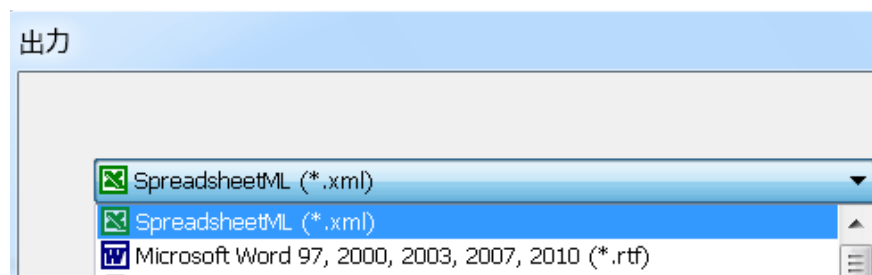 出力
SpreadsheetML (*.xml)
SpreadsheetML (*.xml)
Microsoft Word 97, 2000, 2003, 2007, 2010 (*.rtf)